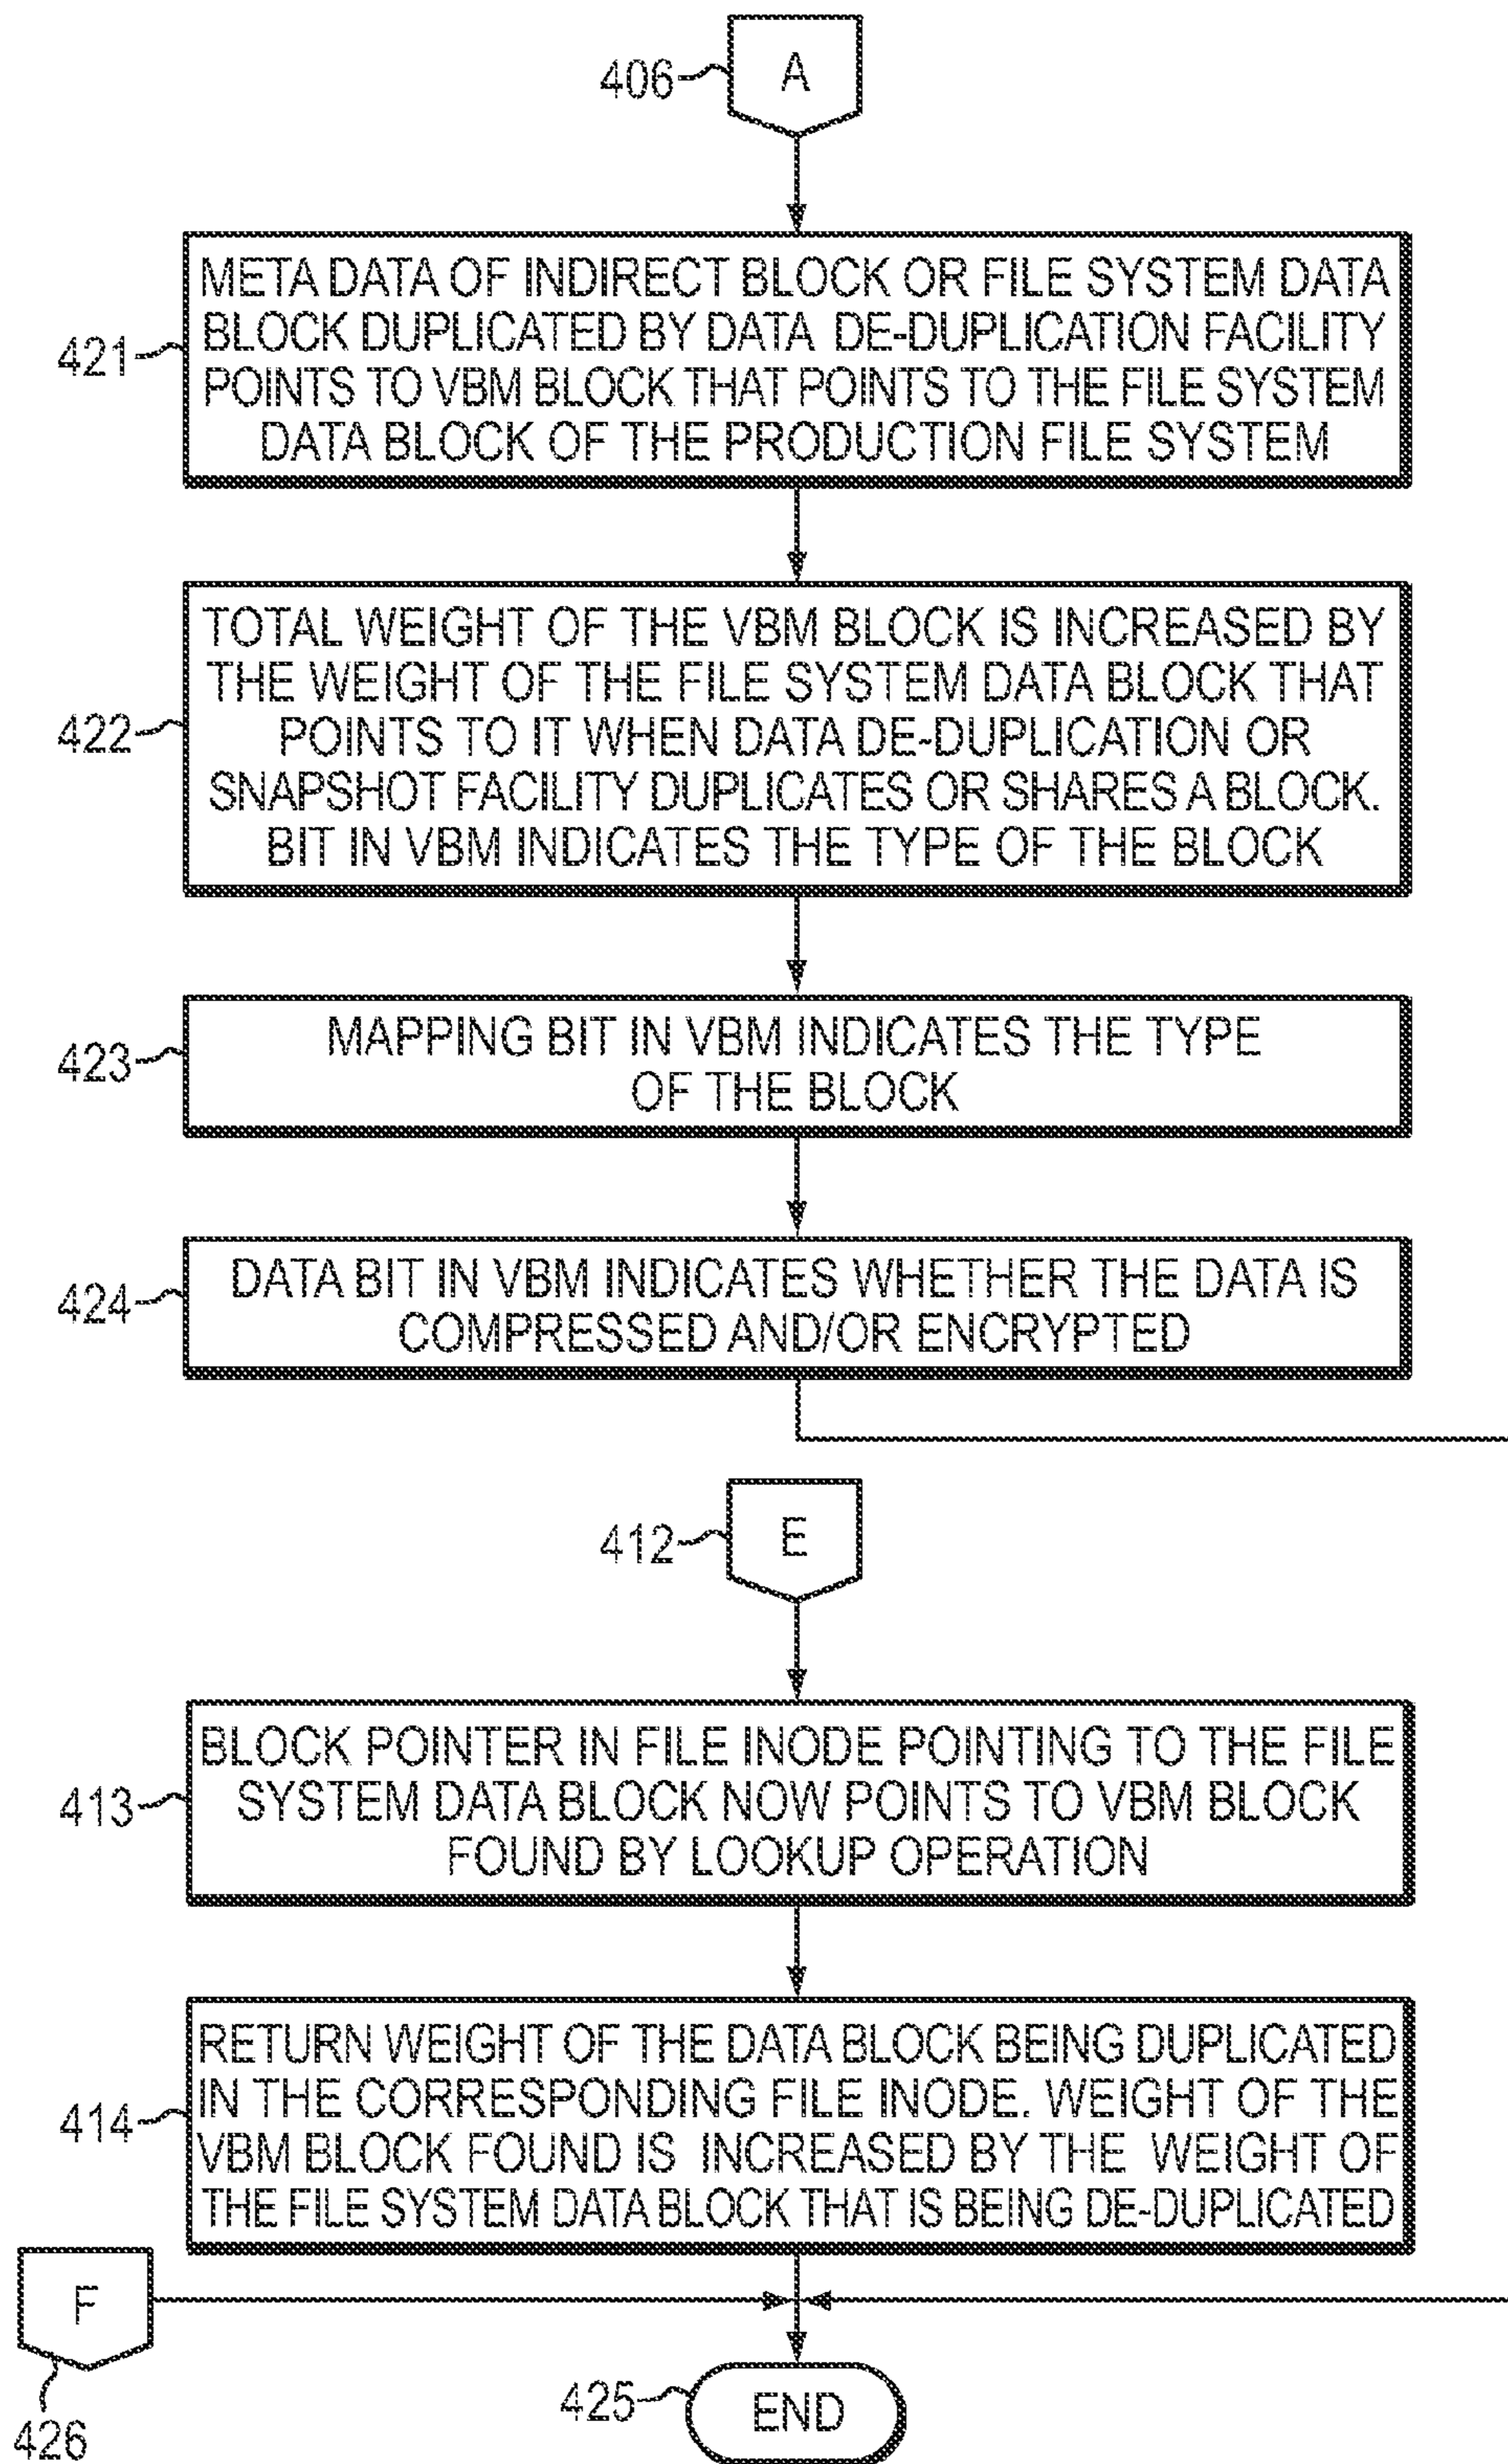 406
A
421
META DATA OF INDIRECT BLOCK OR FILE SYSTEM DATA
BLOCK DUPLICATED BY DATA DE-DUPLICATION FACILITY
POINTS TO VBM BLOCK THAT POINTS TO THE FILE SYSTEM
DATA BLOCK OF THE PRODUCTION FILE SYSTEM
422
TOTAL WEIGHT OF THE VBM BLOCK IS INCREASED BY
THE WEIGHT OF THE FILE SYSTEM DATA BLOCK THAT
POINTS TO IT WHEN DATA DE-DUPLICATION OR
SNAPSHOT FACILITY DUPLICATES OR SHARES A BLOCK.
BIT IN VBM INDICATES THE TYPE OF THE BLOCK
423
MAPPING BIT IN VBM INDICATES THE TYPE
OF THE BLOCK
424
DATA BIT IN VBM INDICATES WHETHER THE DATA IS
COMPRESSED AND/OR ENCRYPTED
412
E
413
BLOCK POINTER IN FILE INODE POINTING TO THE FILE
SYSTEM DATA BLOCK NOW POINTS TO VBM BLOCK
FOUND BY LOOKUP OPERATION
414
RETURN WEIGHT OF THE DATA BLOCK BEING DUPLICATED
IN THE CORRESPONDING FILE INODE. WEIGHT OF THE
VBM BLOCK FOUND IS INCREASED BY THE WEIGHT OF
THE FILE SYSTEM DATA BLOCK THAT IS BEING DE-DUPLICATED
F
426
425
END